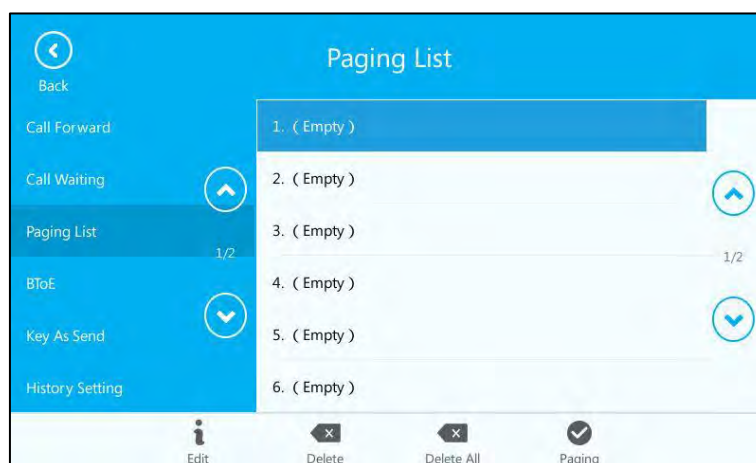 Paging List
Back
Call Forward
Call Waiting
Paging List
1/2
BToE
Key As Send
History Setting
1. ( Empty )
2. ( Empty )
3. ( Empty )
4. ( Empty )
5. ( Empty )
6. ( Empty )
1/2
Edit
Delete
Delete All
Paging